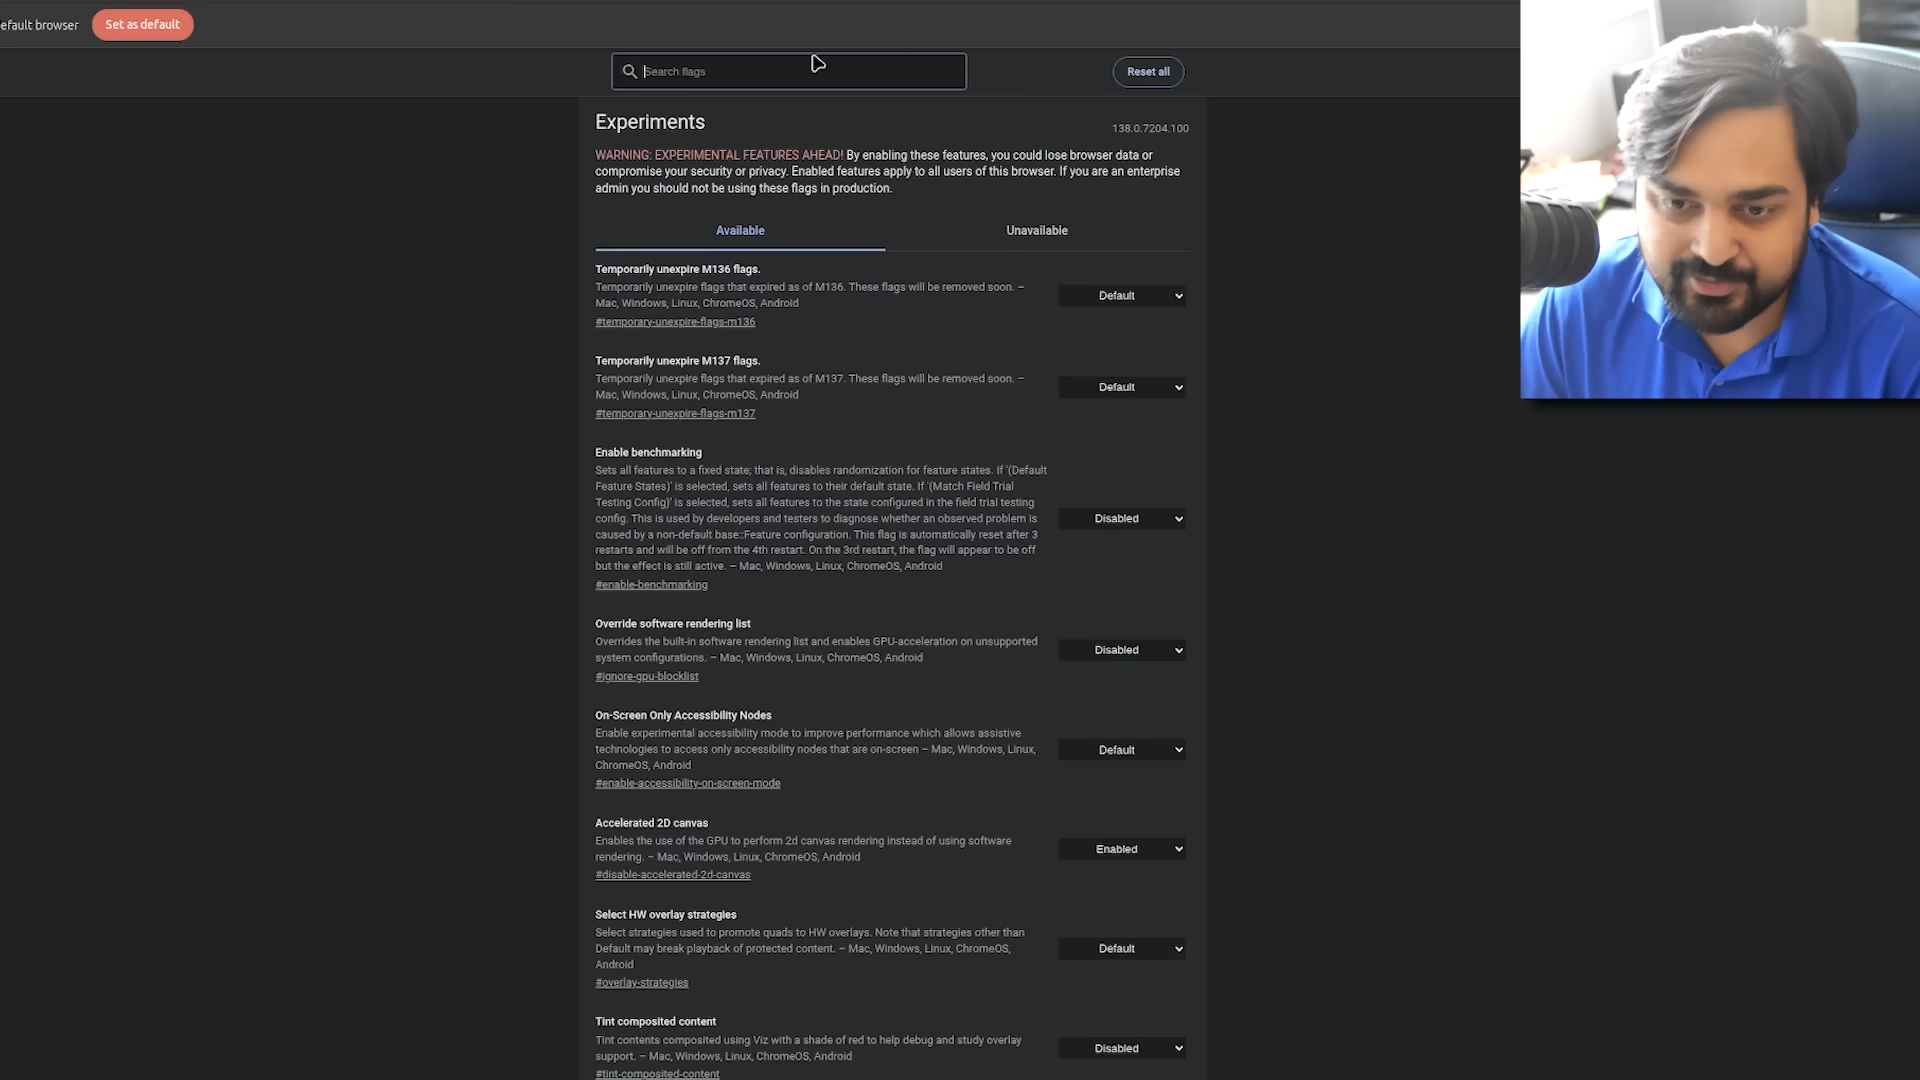 efault browser
Set as default
Search flags
Reset all
Experiments
138.0.7204.100
WARNING: EXPERIMENTAL FEATURES AHEAD! By enabling these features, you could lose browser data or
compromise your security or privacy. Enabled features apply to all users of this browser. If you are an enterprise
admin you should not be using these flags in production.
Available
Unavailable
Temporarily unexpire M136 flags.
Temporarily unexpire flags that expired as of M136. These flags will be removed soon. –
Mac, Windows, Linux, ChromeOS, Android
#temporary-unexpire-flags-m136
Default
Temporarily unexpire M137 flags.
Temporarily unexpire flags that expired as of M137. These flags will be removed soon. –
Mac, Windows, Linux, ChromeOS, Android
#temporary-unexpire-flags-m137
Default
Enable benchmarking
Sets all features to a fixed state; that is, disables randomization for feature states. If '(Default
Feature States)' is selected, sets all features to their default state. If '(Match Field Trial
Testing Config)' is selected, sets all features to the state configured in the field trial testing
config. This is used by developers and testers to diagnose whether an observed problem is
caused by a non-default base::Feature configuration. This flag is automatically reset after 3
restarts and will be off from the 4th restart. On the 3rd restart, the flag will appear to be off
but the effect is still active. – Mac, Windows, Linux, ChromeOS, Android
#enable-benchmarking
Disabled
Override software rendering list
Overrides the built-in software rendering list and enables GPU-acceleration on unsupported
system configurations. – Mac, Windows, Linux, ChromeOS, Android
#ignore-gpu-blocklist
Disabled
On-Screen Only Accessibility Nodes
Enable experimental accessibility mode to improve performance which allows assistive
technologies to access only accessibility nodes that are on-screen – Mac, Windows, Linux,
ChromeOS, Android
#enable-accessibility-on-screen-mode
Default
Accelerated 2D canvas
Enables the use of the GPU to perform 2d canvas rendering instead of using software
rendering. – Mac, Windows, Linux, ChromeOS, Android
#disable-accelerated-2d-canvas
Enabled
Select HW overlay strategies
Select strategies used to promote quads to HW overlays. Note that strategies other than
Default may break playback of protected content. – Mac, Windows, Linux, ChromeOS,
Android
#overlay-strategies
Default
Tint composited content
Tint contents composited using Viz with a shade of red to help debug and study overlay
support. – Mac, Windows, Linux, ChromeOS, Android
#tint-composited-content
Disabled